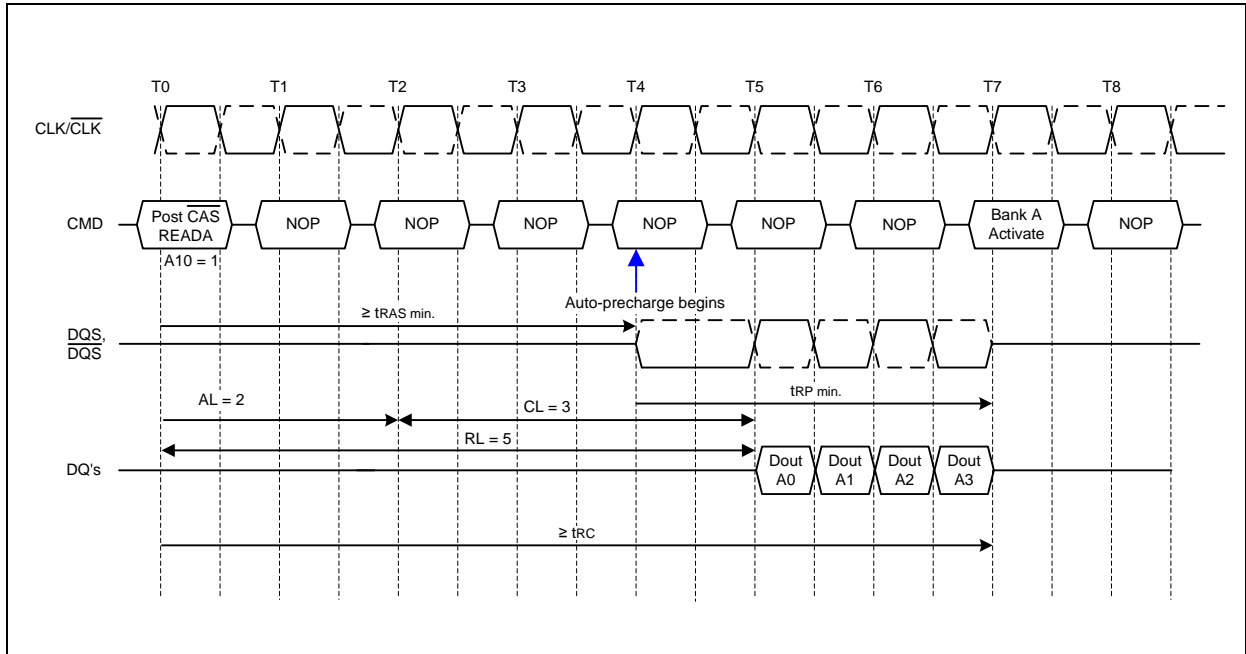 T0 T1 T2 T3 T4 T5 T6 T7 T8
CLK/CLK
CMD
Post CAS
READA
NOP NOP NOP NOP NOP NOP
Bank A
Activate
NOP
A10 = 1
Auto-precharge begins
≥ tRAS min.
DQS,
DQS
tRP min.
AL = 2
CL = 3
RL = 5
DQ's
Dout
A0
Dout
A1
Dout
A2
Dout
A3
≥ tRC